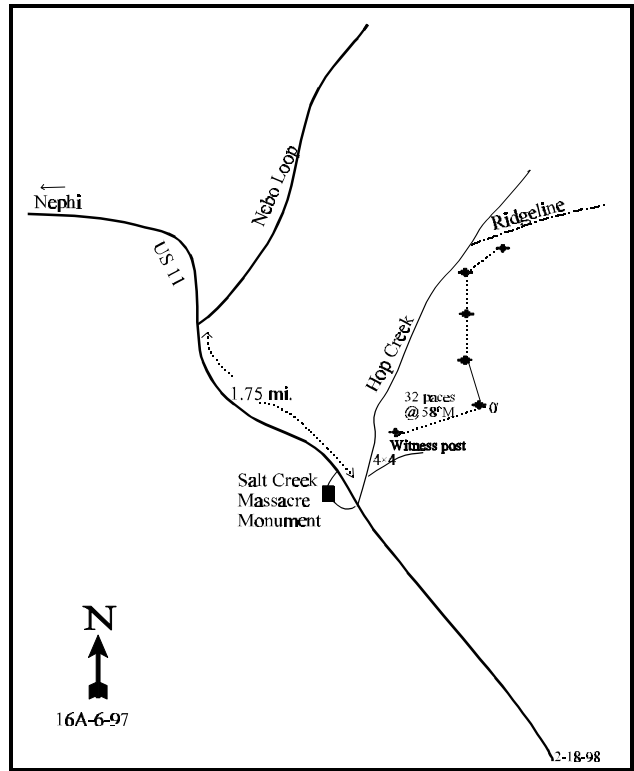 Nebo Loop
Nephi
US 11
Ridgeline
Hop Creek
1.75 mi.
32 paces
@ 58°M.
0'
Witness post
4×4
Salt Creek
Massacre
Monument
N
16A-6-97
2-18-98